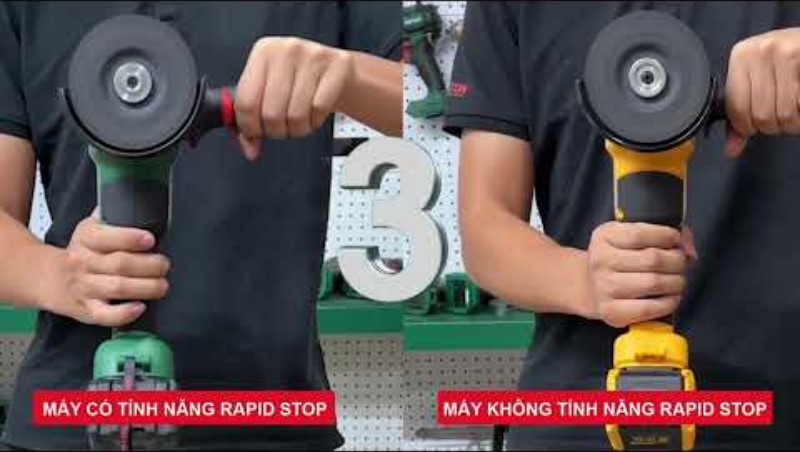 3
MÁY CÓ TÍNH NĂNG RAPID STOP
MÁY KHÔNG TÍNH NĂNG RAPID STOP